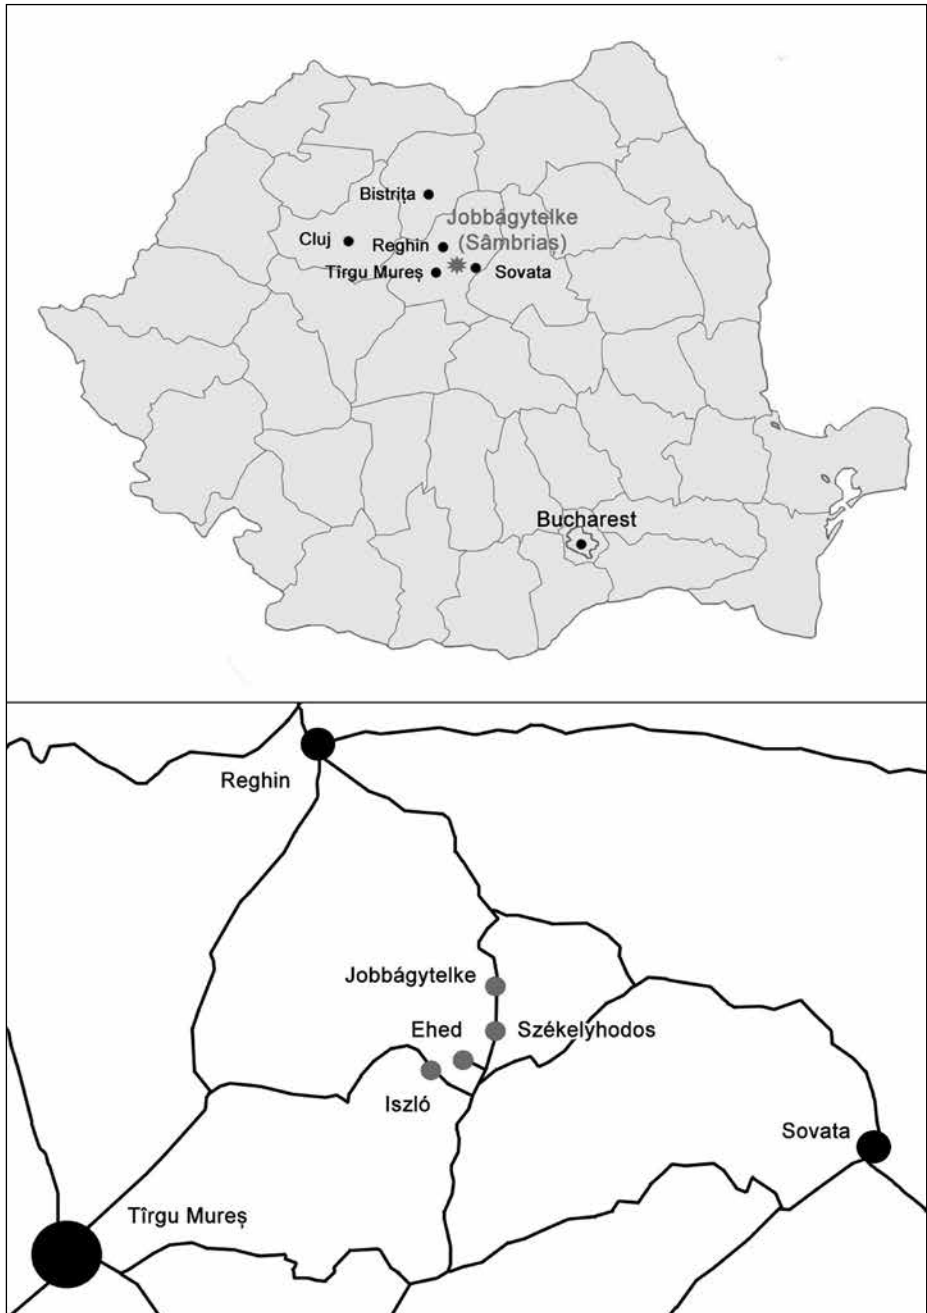 Bistrița
Jobbágytelke
(Sâmbriaș)
Cluj
Reghin
Tîrgu Mureș
Sovata
Bucharest
Reghin
Jobbágytelke
Ehed
Székelyhodos
Iszló
Sovata
Tîrgu Mureș